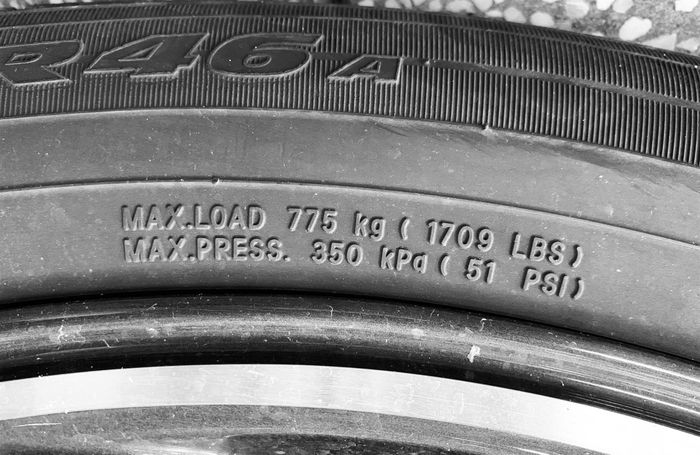 R46A
MAX.LOAD 775 kg ( 1709 LBS)
MAX.PRESS. 350 kPa ( 51 PSI)